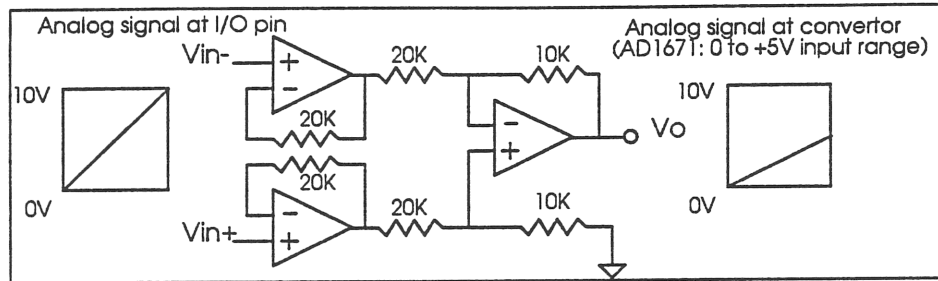 Analog signal at I/O pin
Analog signal at convertor
(AD1671: 0 to +5V input range)
Vin-
20K
10K
+
-
10V
20K
-
+
Vo
10V
20K
0V
-
+
Vin+
20K
10K
0V